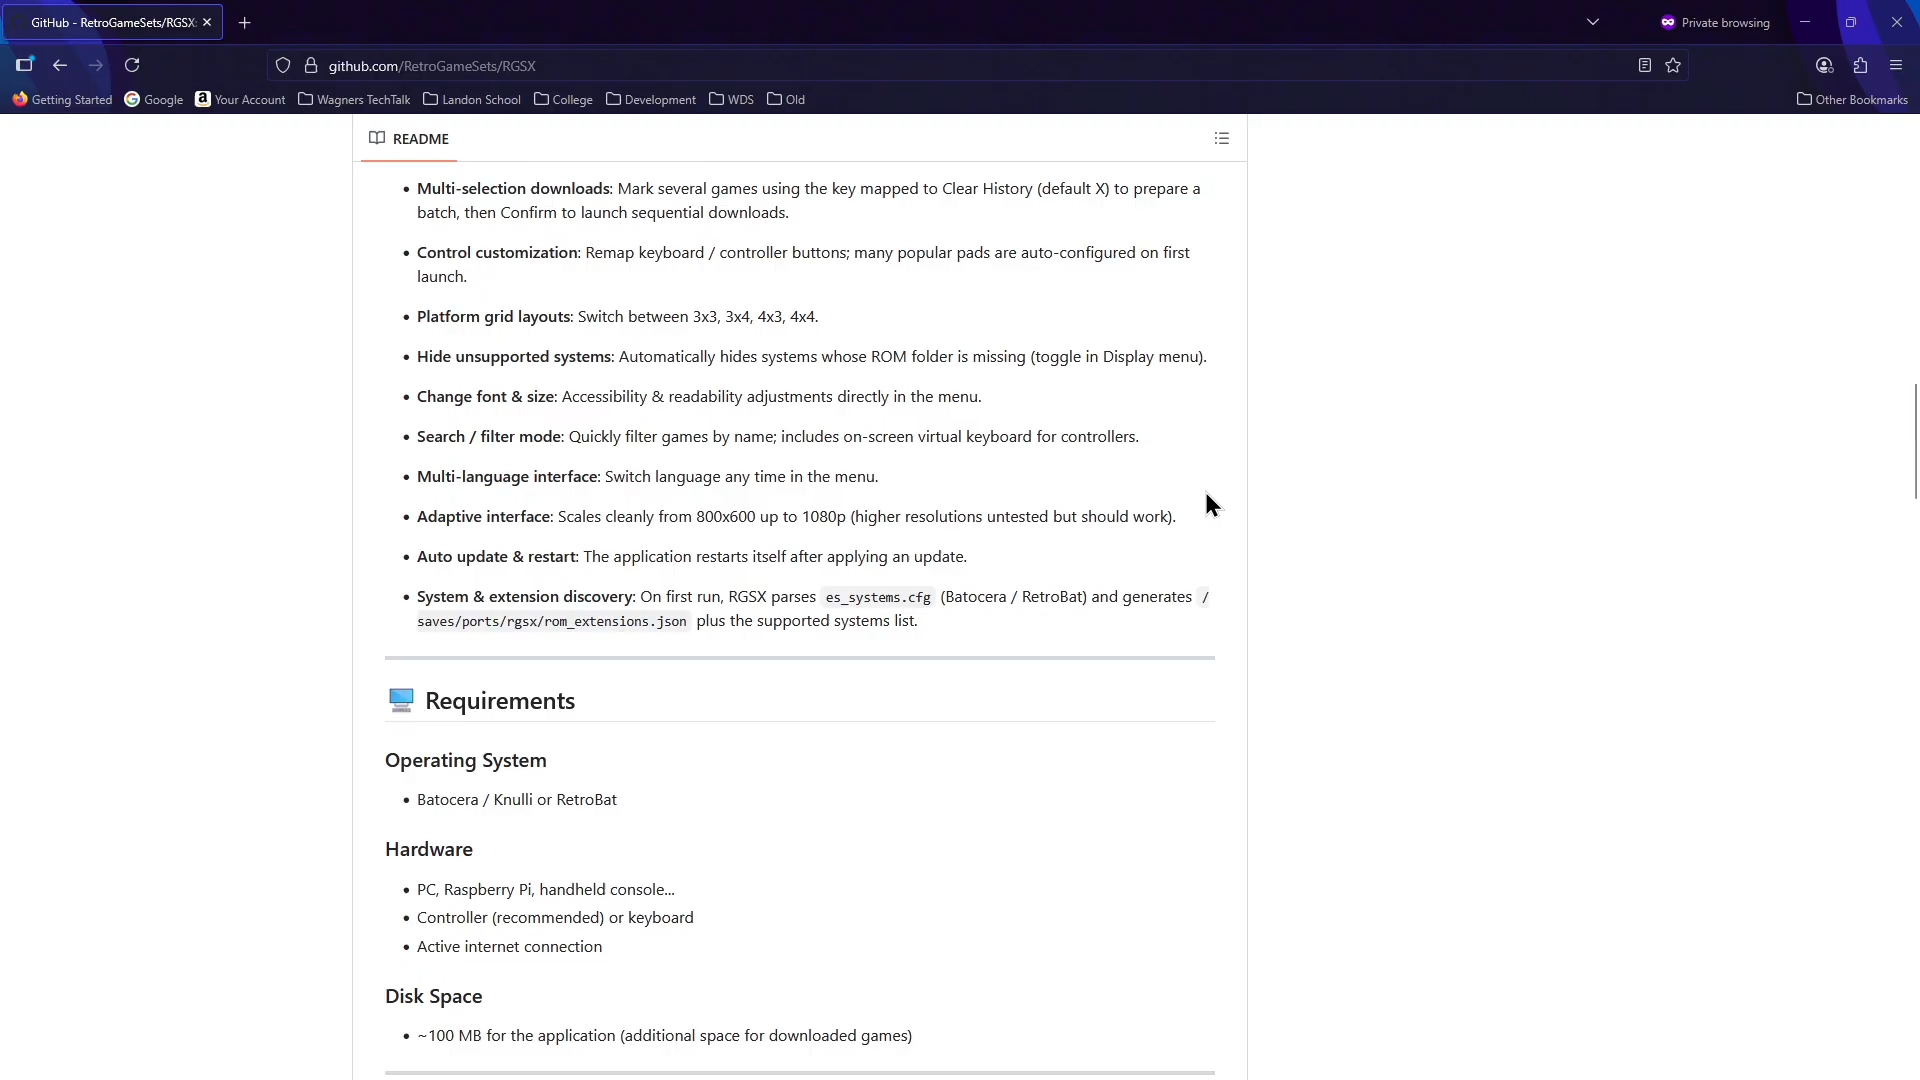 GitHub - RetroGameSets/RGSX:
Private browsing
github.com/RetroGameSets/RGSX
Getting Started
Google
Your Account
Wagners TechTalk
Landon School
College
Development
WDS
Old
Other Bookmarks
README
• Multi-selection downloads: Mark several games using the key mapped to Clear History (default X) to prepare a
batch, then Confirm to launch sequential downloads.
• Control customization: Remap keyboard / controller buttons; many popular pads are auto-configured on first
launch.
• Platform grid layouts: Switch between 3x3, 3x4, 4x3, 4x4.
• Hide unsupported systems: Automatically hides systems whose ROM folder is missing (toggle in Display menu).
• Change font & size: Accessibility & readability adjustments directly in the menu.
• Search / filter mode: Quickly filter games by name; includes on-screen virtual keyboard for controllers.
• Multi-language interface: Switch language any time in the menu.
• Adaptive interface: Scales cleanly from 800x600 up to 1080p (higher resolutions untested but should work).
• Auto update & restart: The application restarts itself after applying an update.
• System & extension discovery: On first run, RGSX parses es_systems.cfg (Batocera / RetroBat) and generates /
saves/ports/rgsx/rom_extensions.json plus the supported systems list.
Requirements
Operating System
• Batocera / Knulli or RetroBat
Hardware
• PC, Raspberry Pi, handheld console...
• Controller (recommended) or keyboard
• Active internet connection
Disk Space
• ~100 MB for the application (additional space for downloaded games)